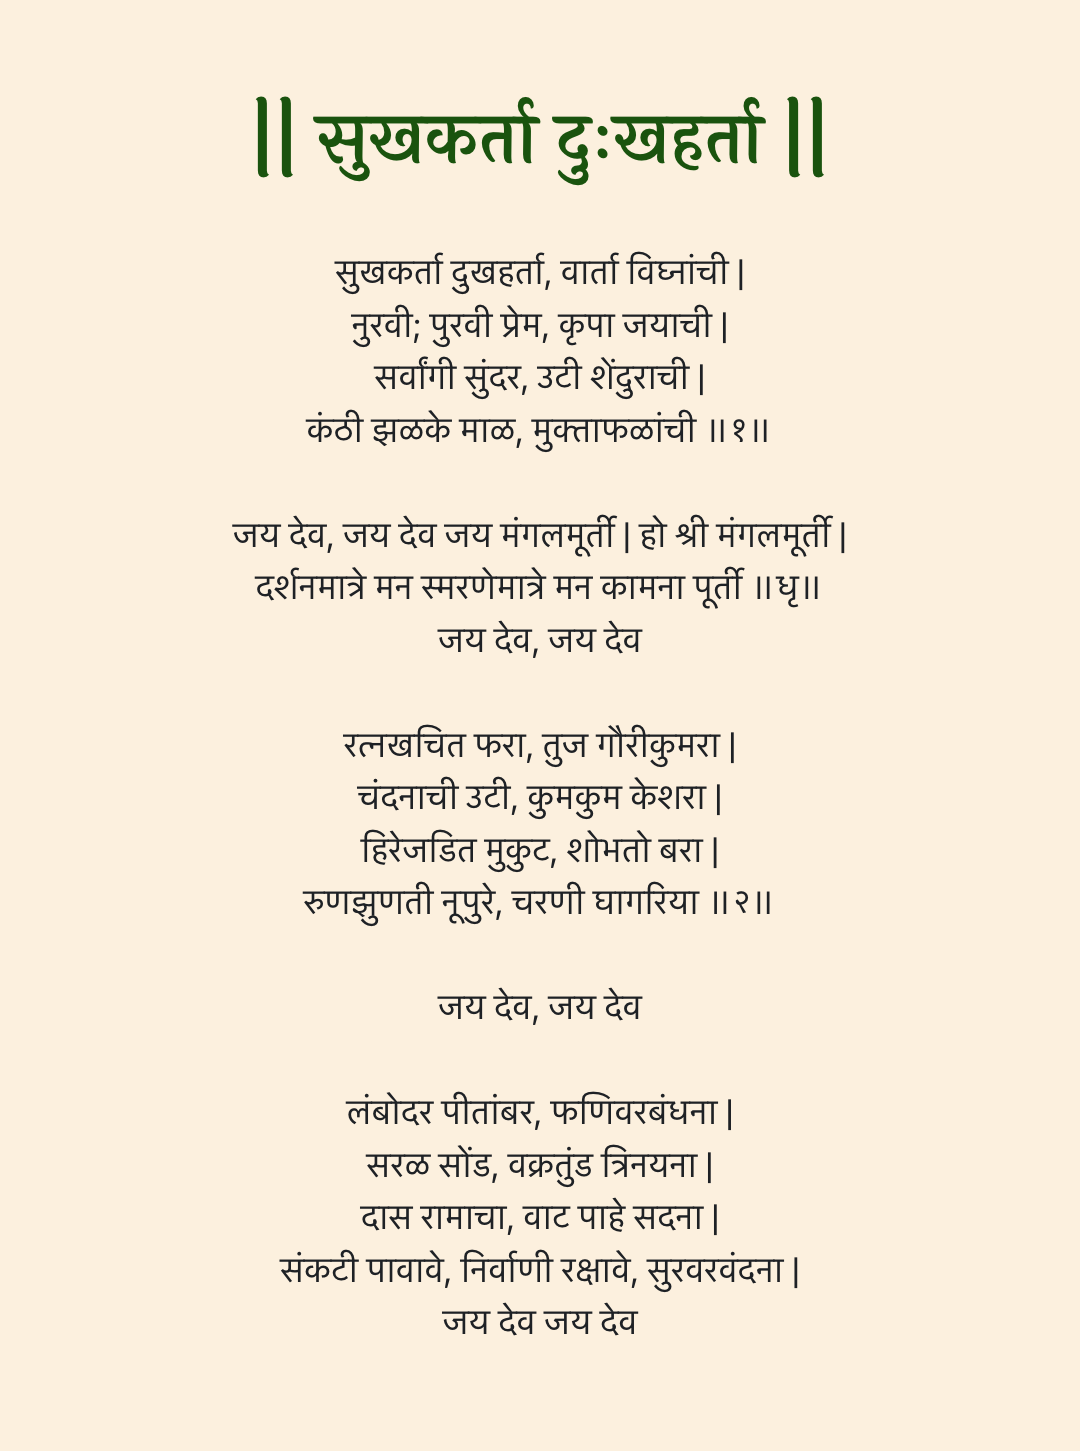 || सुखकर्ता दुःखहर्ता ||
सुखकर्ता दुखहर्ता, वार्ता विघ्नांची |
नुरवी; पुरवी प्रेम, कृपा जयाची |
सर्वांगी सुंदर, उटी शेंदुराची |
कंठी झळके माळ, मुक्ताफळांची ॥१॥
जय देव, जय देव जय मंगलमूर्ती | हो श्री मंगलमूर्ती |
दर्शनमात्रे मन स्मरणेमात्रे मन कामना पूर्ती ॥धृ॥
जय देव, जय देव
रत्नखचित फरा, तुज गौरीकुमरा |
चंदनाची उटी, कुमकुम केशरा |
हिरेजडित मुकुट, शोभतो बरा |
रुणझुणती नूपुरे, चरणी घागरिया ॥२॥
जय देव, जय देव
लंबोदर पीतांबर, फणिवरबंधना |
सरळ सोंड, वक्रतुंड त्रिनयना |
दास रामाचा, वाट पाहे सदना |
संकटी पावावे, निर्वाणी रक्षावे, सुरवरवंदना |
जय देव जय देव